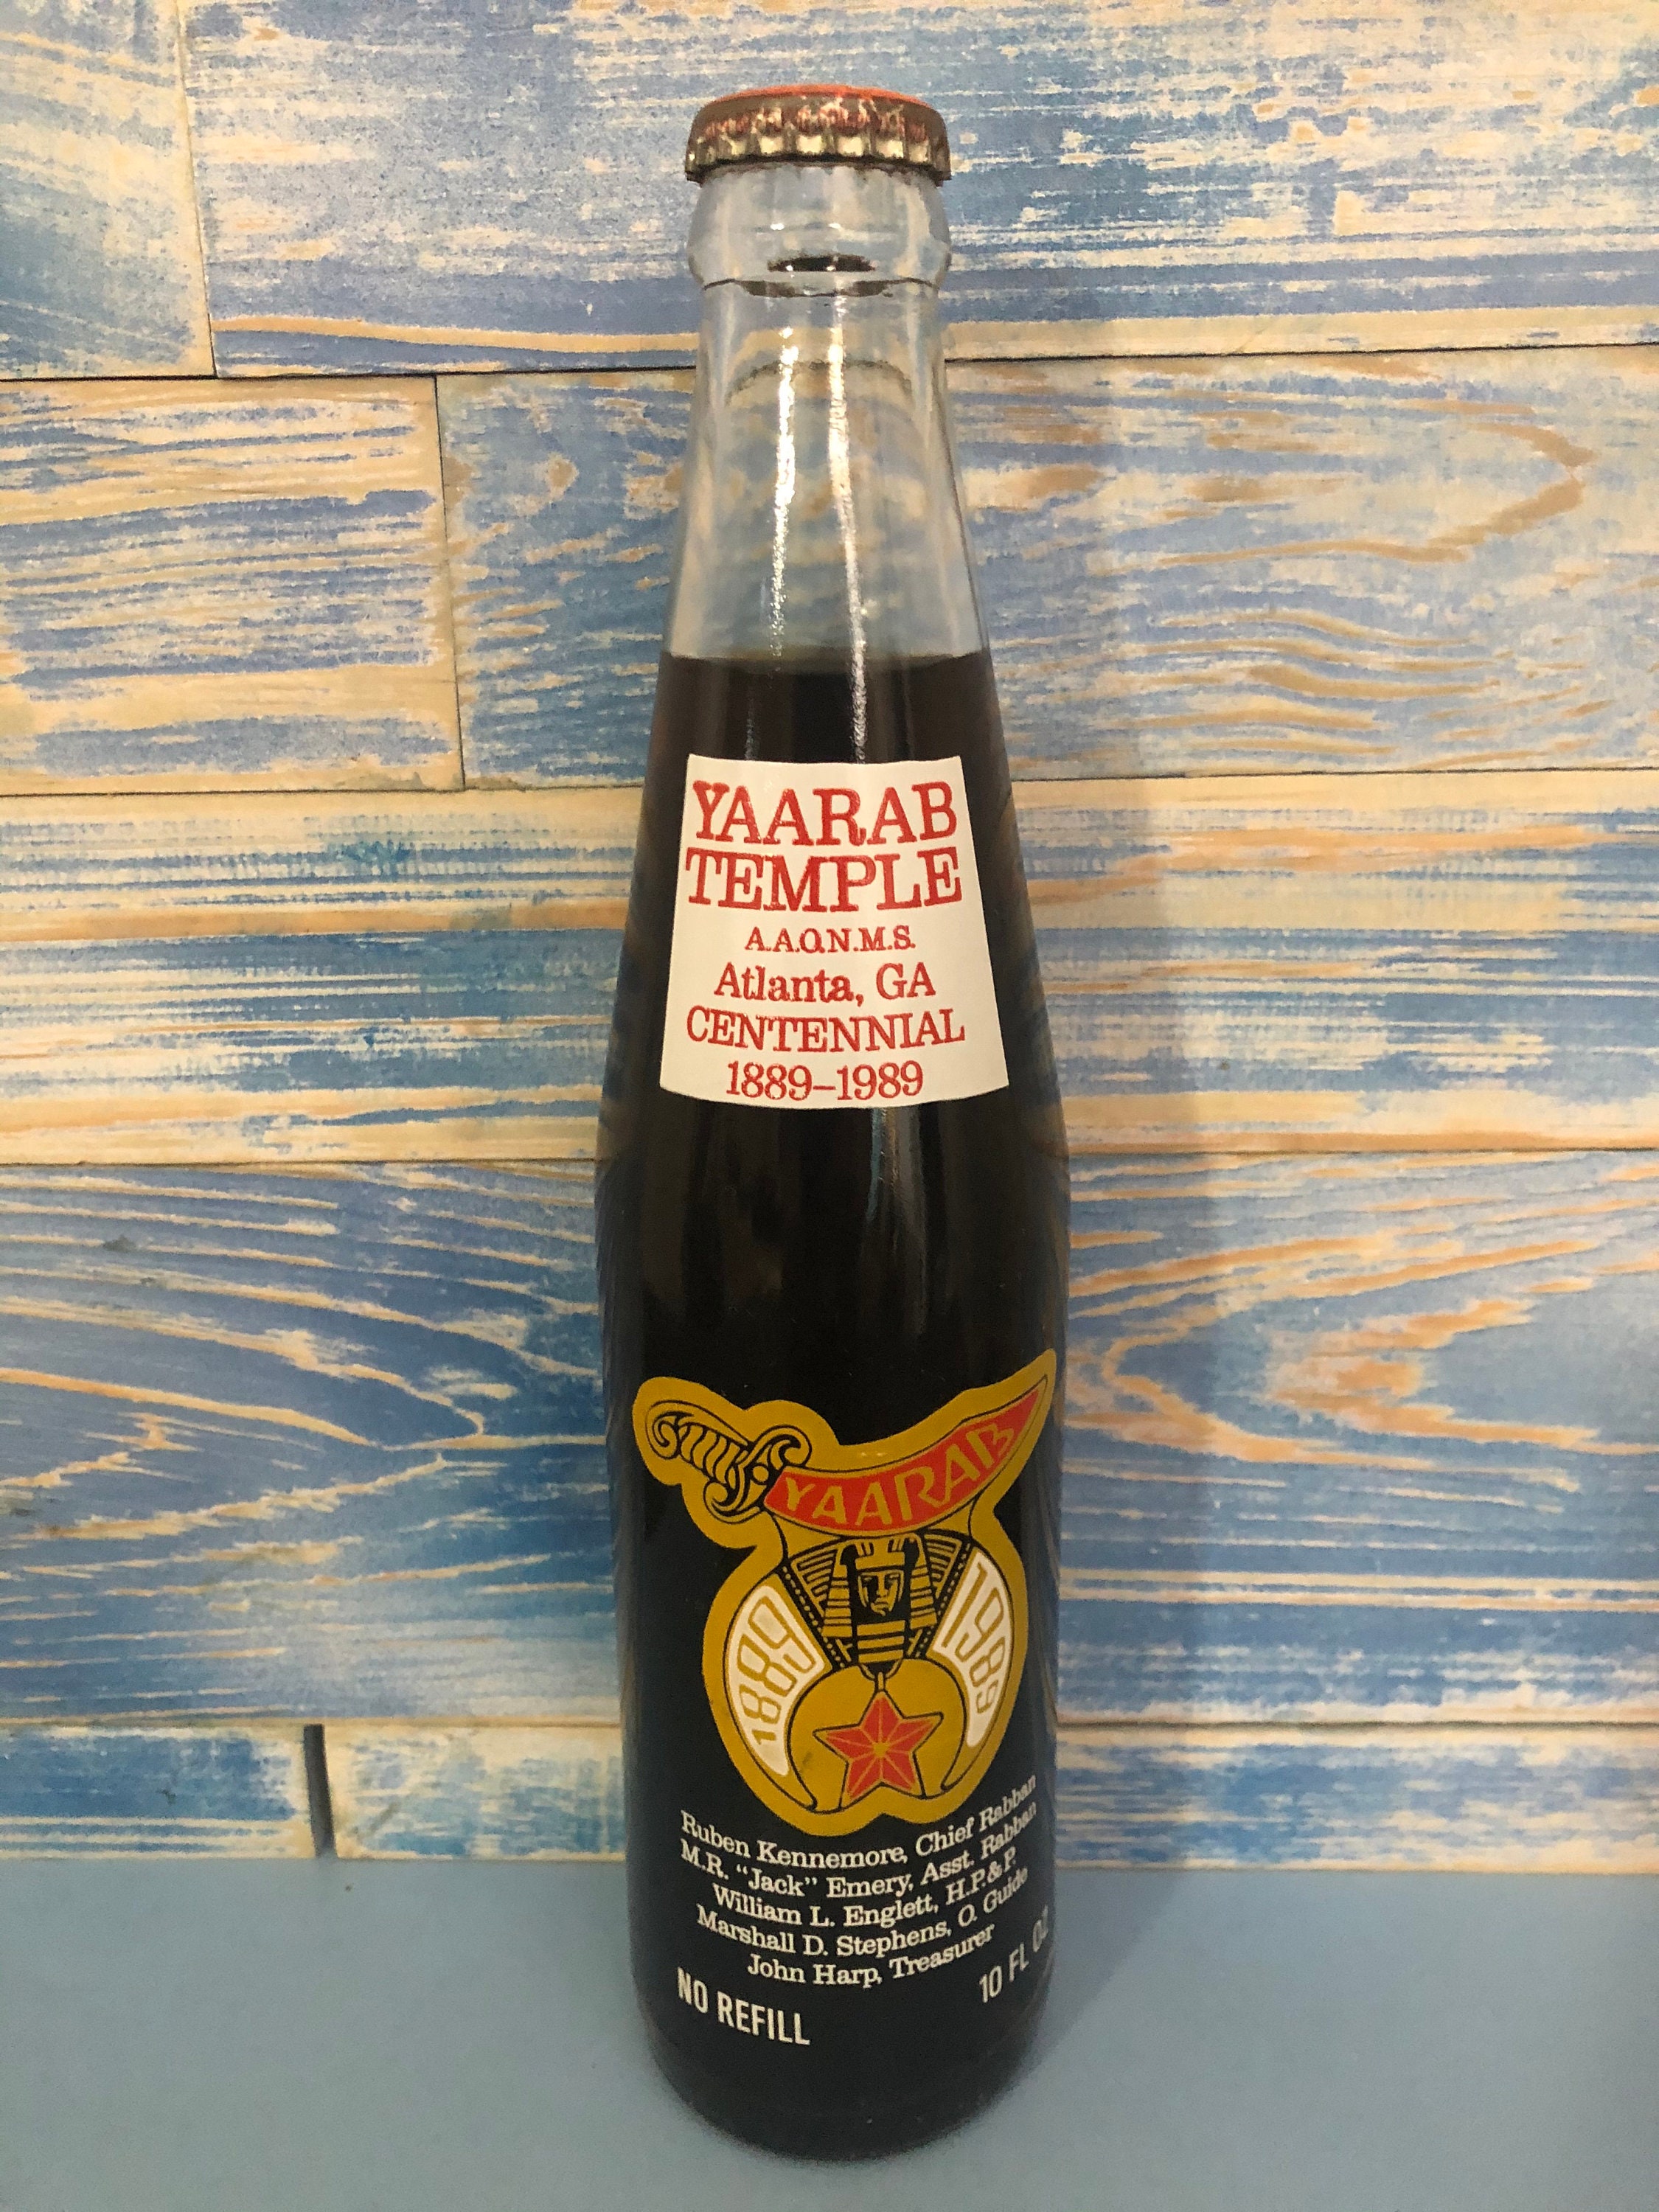 YAARAB
TEMPLE
A.A.O.N.M.S.
Atlanta, GA
CENTENNIAL
1889–1989
YAARAB
1889
1989
Ruben Kennemore, Chief Rabban
M.R. “Jack” Emery, Asst. Rabban
William L. Englett, H.P.&P.
Marshall D. Stephens, O. Guide
John Harp, Treasurer
NO REFILL
10 FL OZ